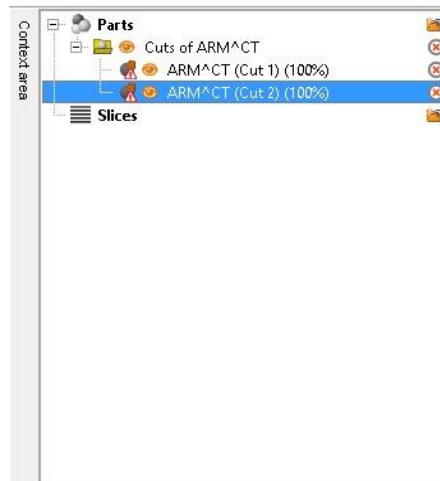 Context area
Parts
Cuts of ARM^CT
ARM^CT (Cut 1) (100%)
ARM^CT (Cut 2) (100%)
Slices